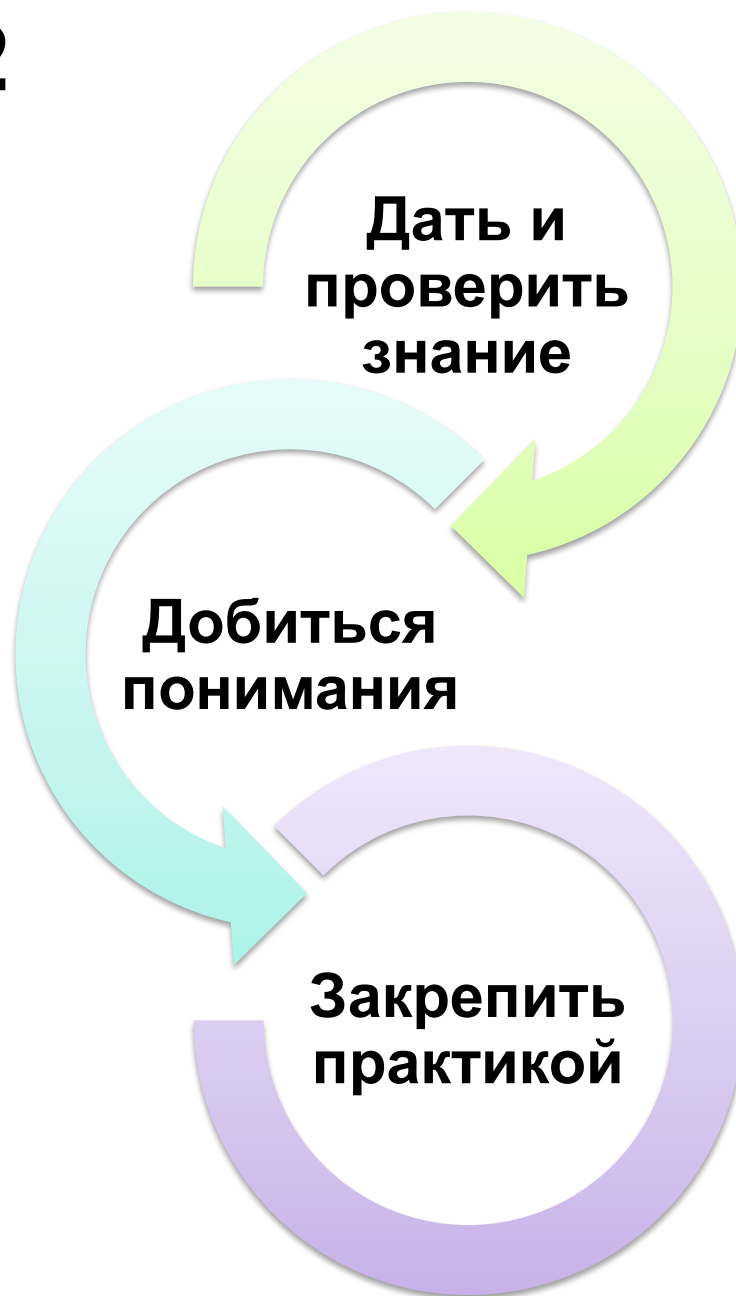 Дать и
проверить
знание
Добиться
понимания
Закрепить
практикой